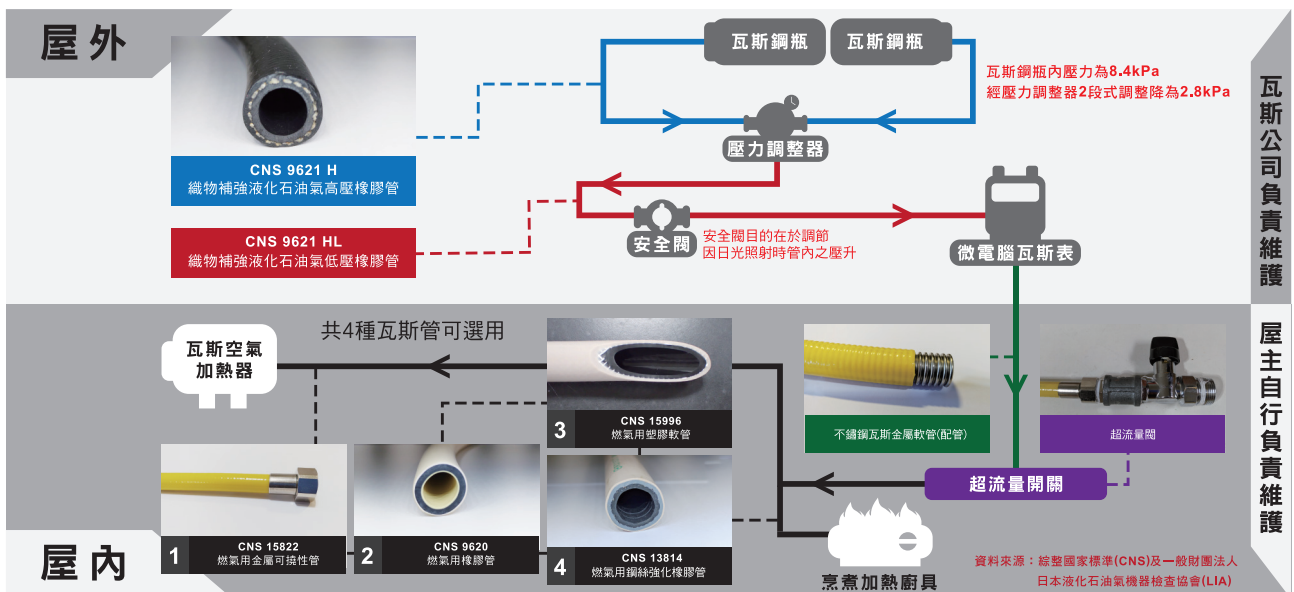 屋外
瓦斯鋼瓶
瓦斯鋼瓶
瓦斯鋼瓶內壓力為8.4kPa
經壓力調整器2段式調整降為2.8kPa
壓力調整器
CNS 9621 H
織物補強液化石油氣高壓橡膠管
CNS 9621 HL
織物補強液化石油氣低壓橡膠管
安全閥
安全閥目的在於調節
因日光照射時管內之壓升
微電腦瓦斯表
瓦斯公司負責維護
共4種瓦斯管可選用
瓦斯空氣
加熱器
3
CNS 15996
燃氣用塑膠軟管
不鏽鋼瓦斯金屬軟管(配管)
超流量閥
超流量開關
1
CNS 15822
燃氣用金屬可撓性管
2
CNS 9620
燃氣用橡膠管
4
CNS 13814
燃氣用鋼絲強化橡膠管
烹煮加熱廚具
屋內
屋主自行負責維護
資料來源：綜整國家標準(CNS)及一般財團法人
日本液化石油氣機器檢查協會(LIA)